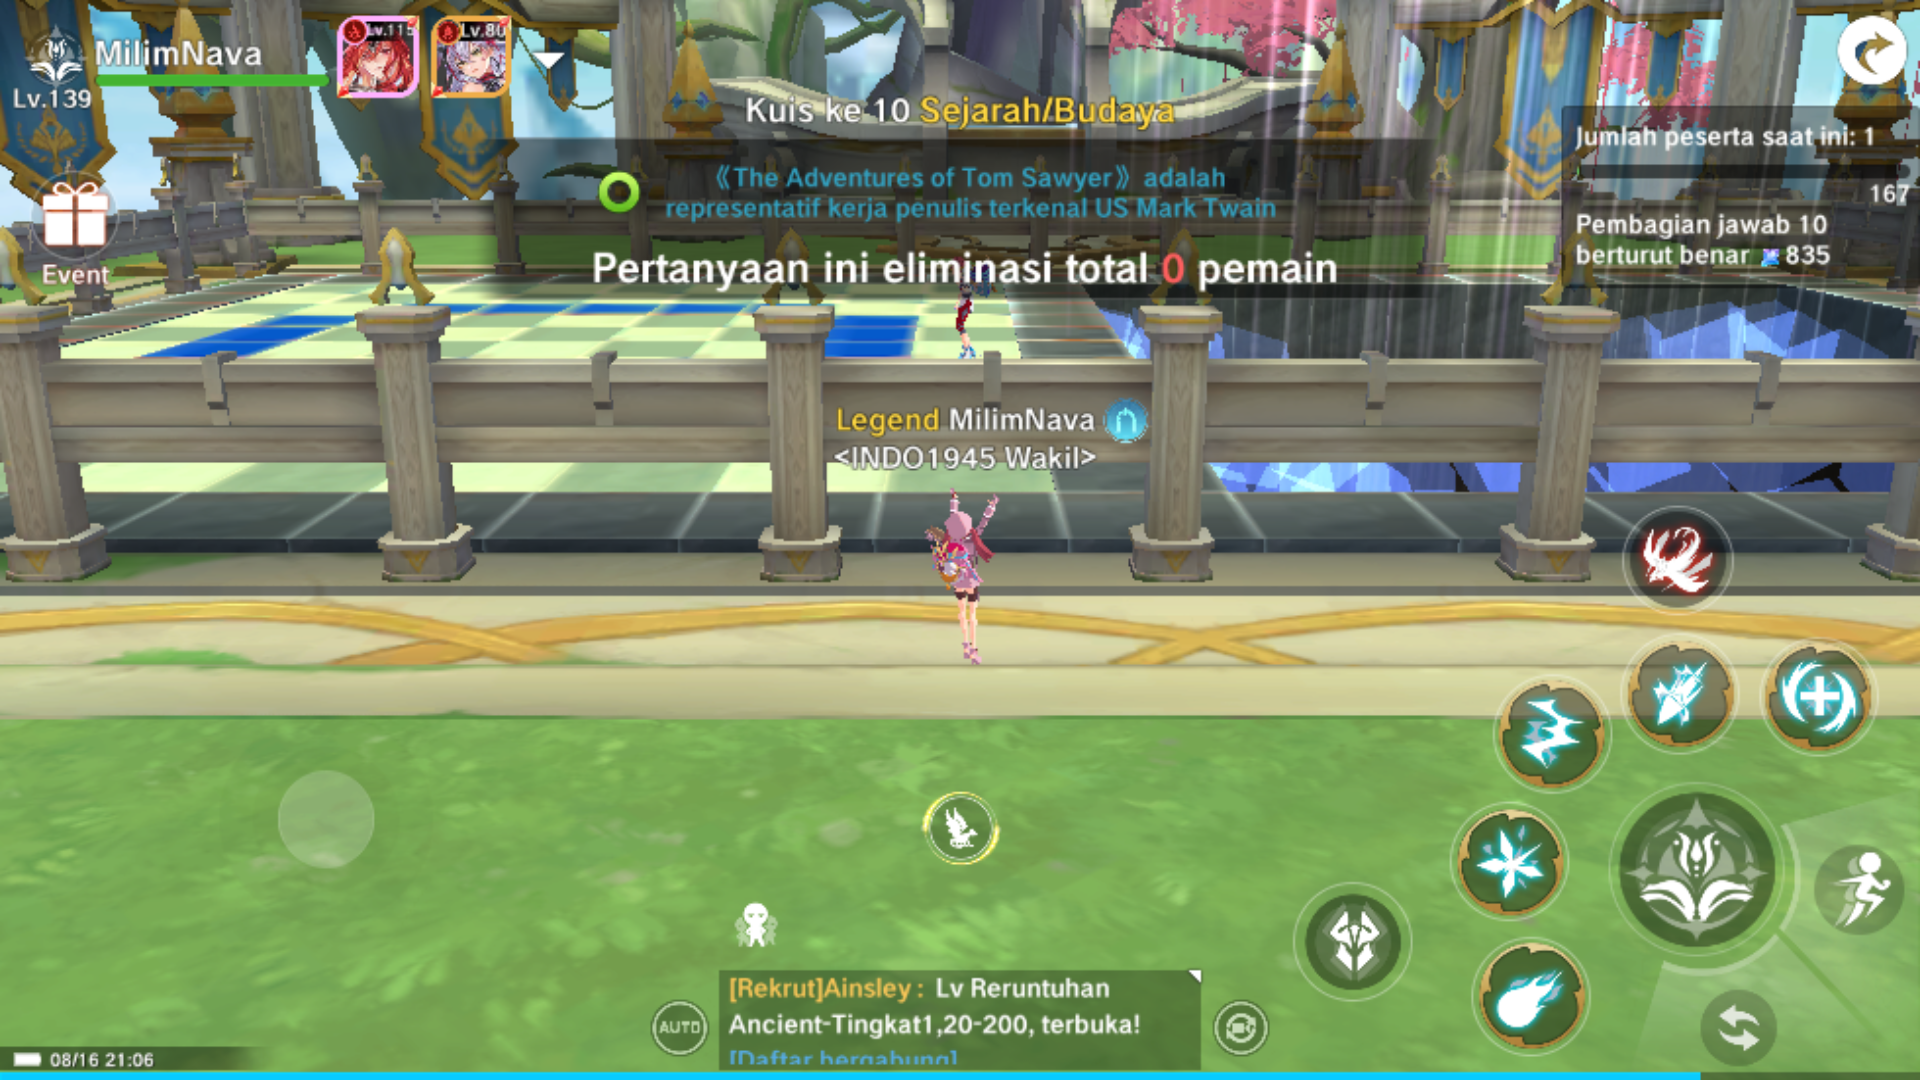 MilimNava
Lv.139
Lv.115
Lv.80
Kuis ke 10 Sejarah/Budaya
《The Adventures of Tom Sawyer》 adalah
representatif kerja penulis terkenal US Mark Twain
Pertanyaan ini eliminasi total 0 pemain
Jumlah peserta saat ini: 1
167
Pembagian jawab 10
berturut benar 835
Event
Legend MilimNava
<INDO1945 Wakil>
[Rekrut]Ainsley : Lv Reruntuhan
Ancient-Tingkat1,20-200, terbuka!
[Daftar bergabung]
AUTO
08/16 21:06